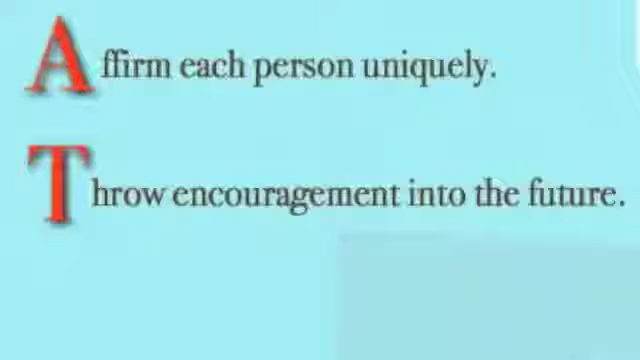 Affirm each person uniquely.
Throw encouragement into the future.